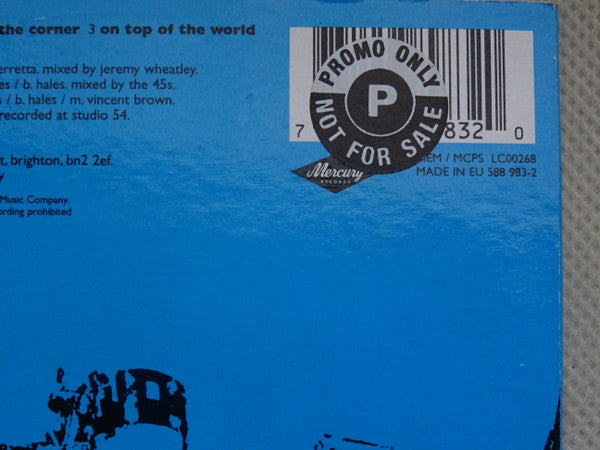 the corner 3 on top of the world
erretta. mixed by jeremy wheatley.
es / b. hales. mixed by the 45s.
s / b. hales / m. vincent brown.
recorded at studio 54.
t, brighton, bn2 2ef.
y
Music Company.
ording prohibited
PROMO ONLY
P
NOT FOR SALE
7 832 0
Mercury
RECORDS
IEM / MCPS LC00268
MADE IN EU 588 983-2